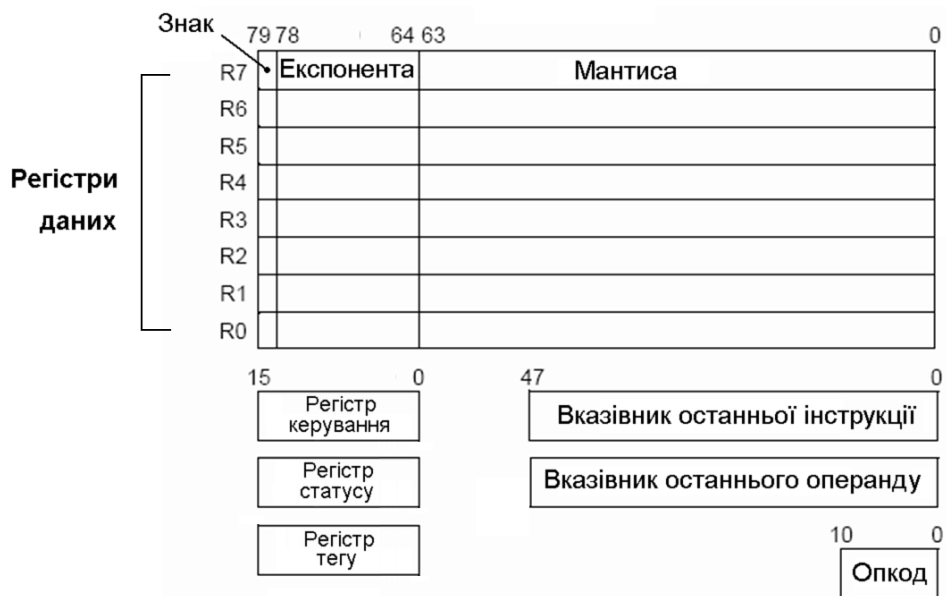 Знак
79 78 64 63 0
R7 Експонента Мантиса
R6
R5
R4
R3
R2
R1
R0
Регістри
даних
15 0 47 0
Регістр
керування
Вказівник останньої інструкції
Регістр
статусу
Вказівник останнього операнду
Регістр
тегу
10 0
Опкод